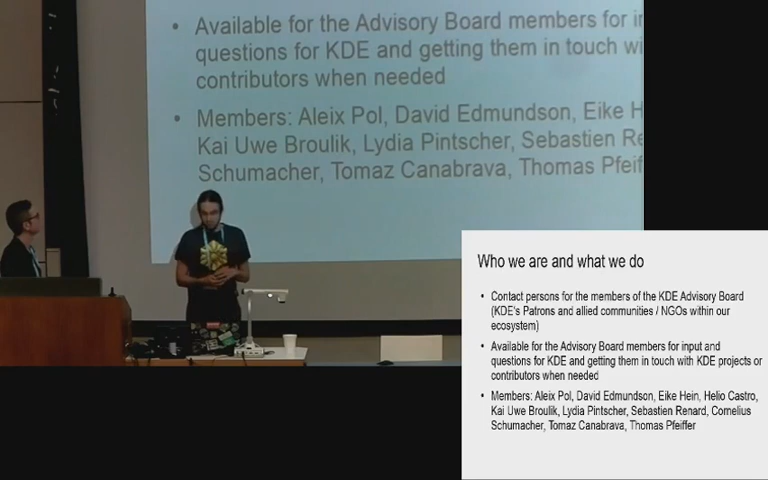 • Available for the Advisory Board members for in
questions for KDE and getting them in touch wi
contributors when needed
• Members: Aleix Pol, David Edmundson, Eike H
Kai Uwe Broulik, Lydia Pintscher, Sebastien Re
Schumacher, Tomaz Canabrava, Thomas Pfeif
Who we are and what we do
• Contact persons for the members of the KDE Advisory Board
(KDE's Patrons and allied communities / NGOs within our
ecosystem)
• Available for the Advisory Board members for input and
questions for KDE and getting them in touch with KDE projects or
contributors when needed
• Members: Aleix Pol, David Edmundson, Eike Hein, Helio Castro,
Kai Uwe Broulik, Lydia Pintscher, Sebastien Renard, Cornelius
Schumacher, Tomaz Canabrava, Thomas Pfeiffer